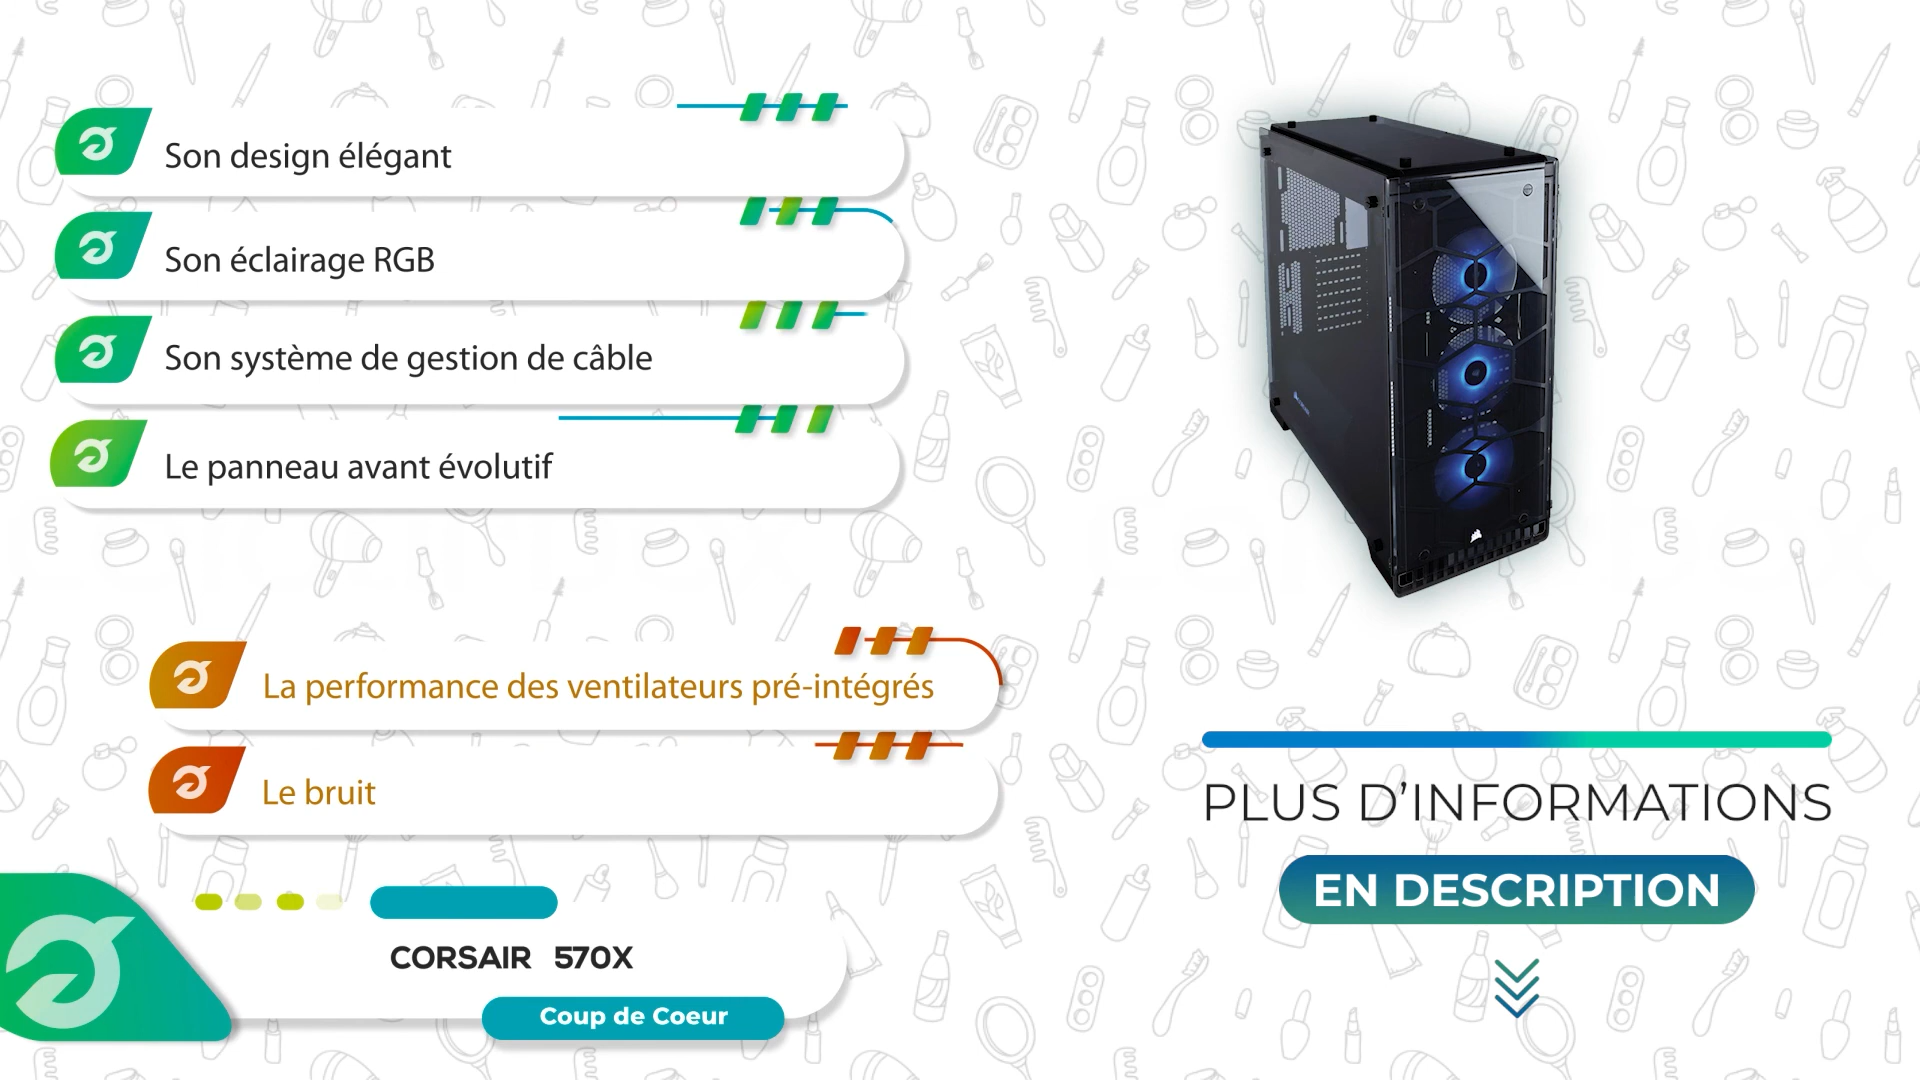 Son design élégant
Son éclairage RGB
Son système de gestion de câble
Le panneau avant évolutif
La performance des ventilateurs pré-intégrés
Le bruit
CORSAIR 570X
Coup de Coeur
PLUS D’INFORMATIONS
EN DESCRIPTION